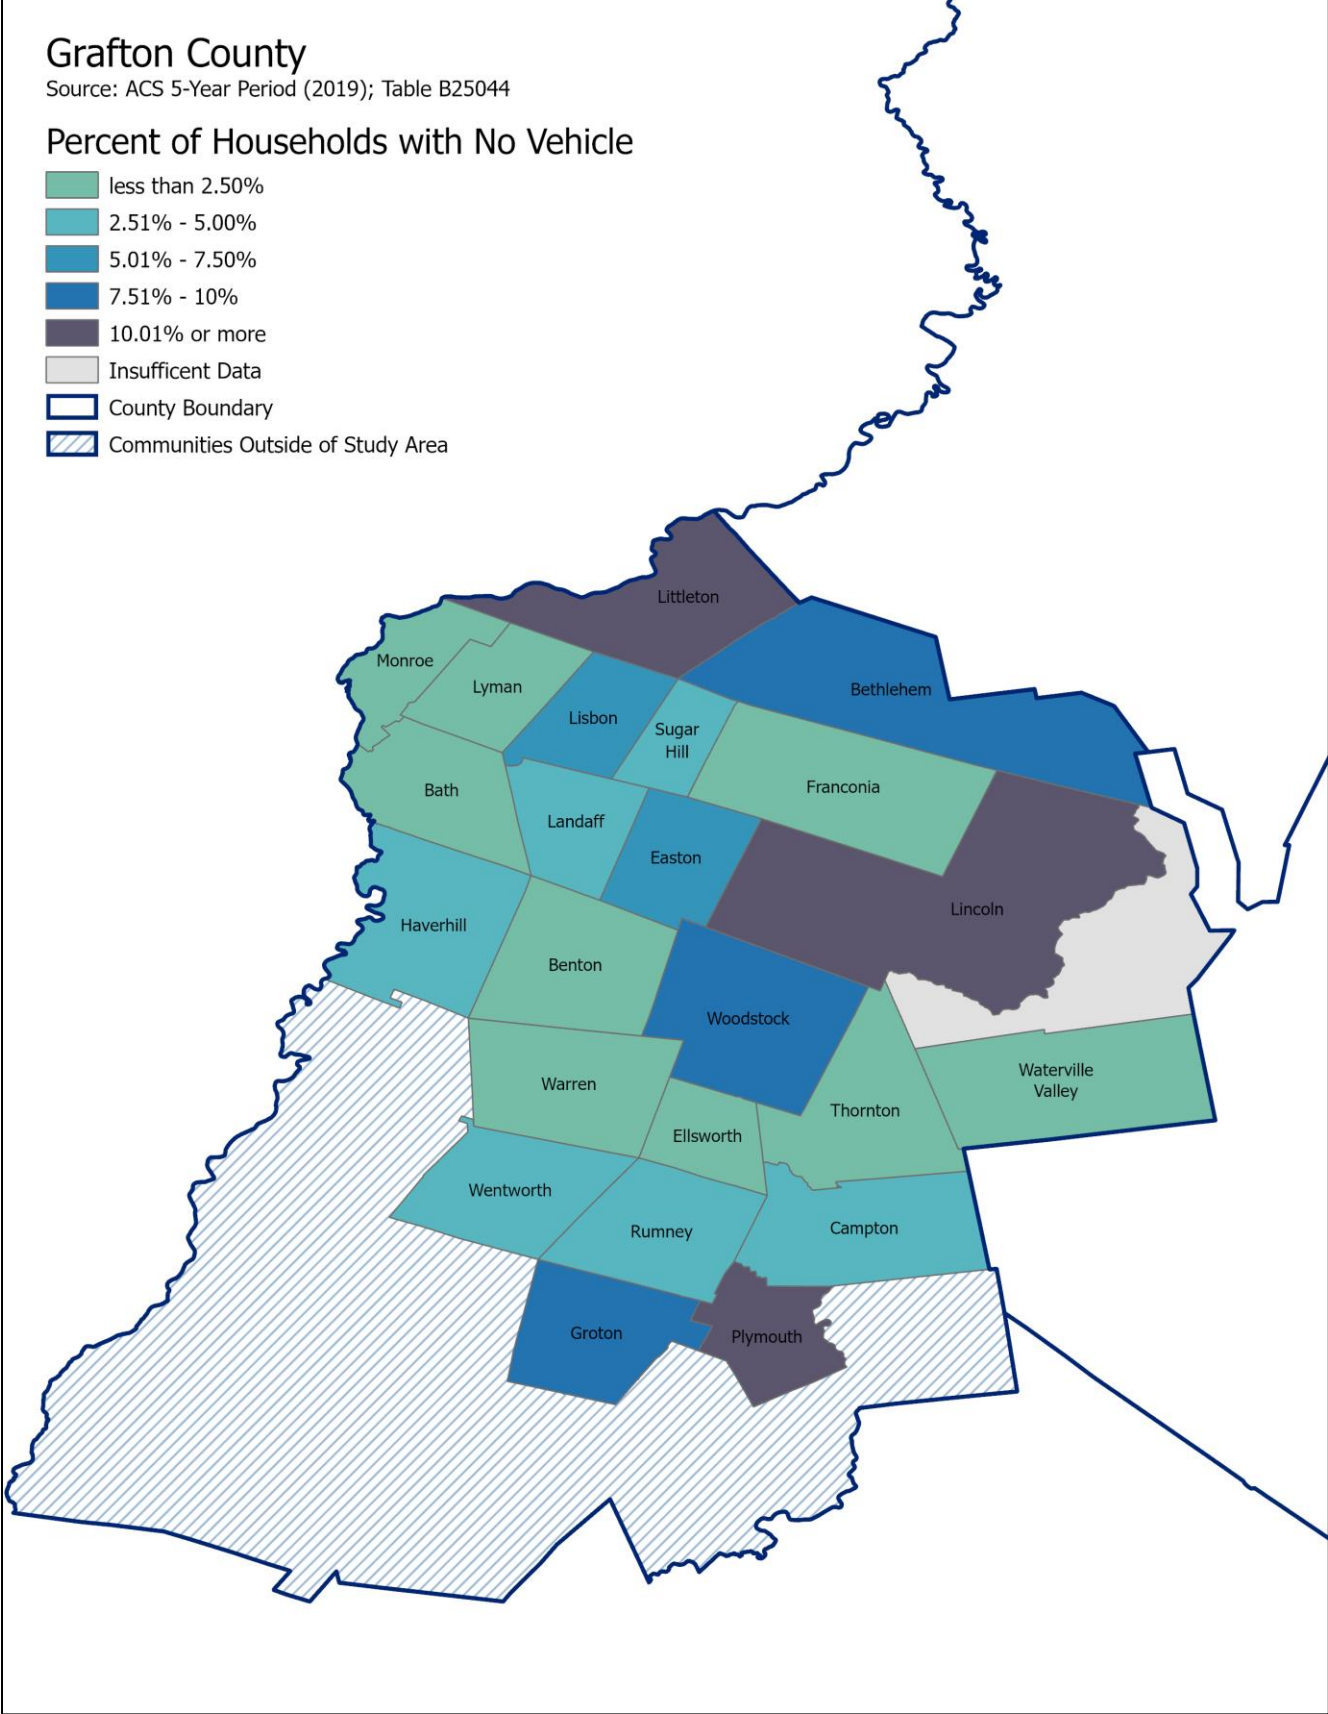 Grafton County
Source: ACS 5-Year Period (2019); Table B25044
Percent of Households with No Vehicle
less than 2.50%
2.51% - 5.00%
5.01% - 7.50%
7.51% - 10%
10.01% or more
Insufficent Data
County Boundary
Communities Outside of Study Area
Littleton
Monroe
Lyman
Bethlehem
Lisbon
Sugar
Hill
Bath
Franconia
Landaff
Easton
Lincoln
Haverhill
Benton
Woodstock
Warren
Waterville
Valley
Thornton
Ellsworth
Wentworth
Rumney
Campton
Groton
Plymouth